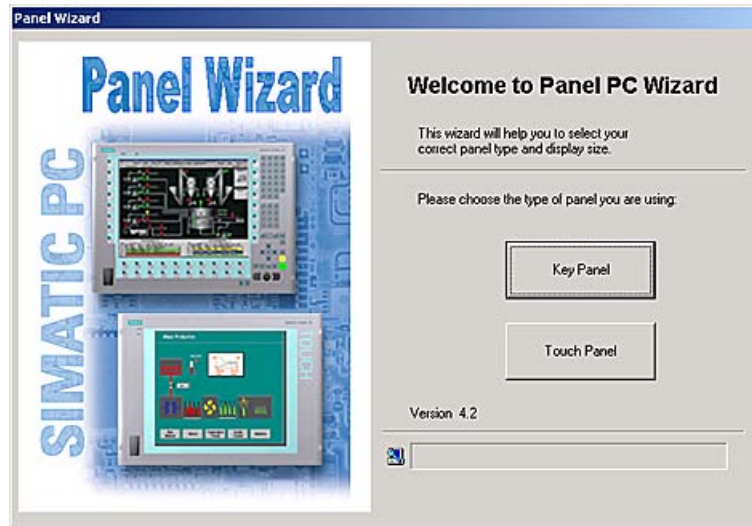 Panel Wizard
Panel Wizard
SIMATIC PC
TOUCH
Welcome to Panel PC Wizard
This wizard will help you to select your
correct panel type and display size.
Please choose the type of panel you are using:
Key Panel
Touch Panel
Version 4.2